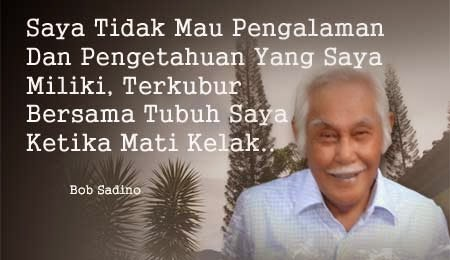 Saya Tidak Mau Pengalaman
Dan Pengetahuan Yang Saya
Miliki, Terkubur
Bersama Tubuh Saya
Ketika Mati Kelak..
Bob Sadino